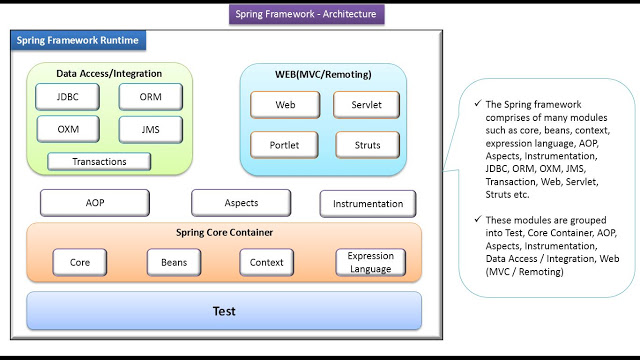 Spring Framework - Architecture
Spring Framework Runtime
Data Access/Integration
JDBC
ORM
OXM
JMS
Transactions
WEB(MVC/Remoting)
Web
Servlet
Portlet
Struts
AOP
Aspects
Instrumentation
Spring Core Container
Core
Beans
Context
Expression
Language
Test
✓ The Spring framework
comprises of many modules
such as core, beans, context,
expression language, AOP,
Aspects, Instrumentation,
JDBC, ORM, OXM, JMS,
Transaction, Web, Servlet,
Struts etc.
✓ These modules are grouped
into Test, Core Container, AOP,
Aspects, Instrumentation,
Data Access / Integration, Web
(MVC / Remoting)